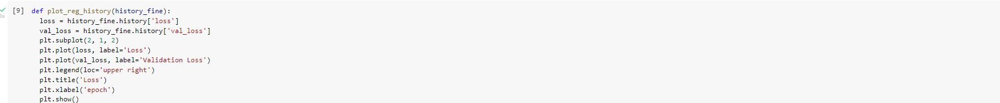 [9] def plot_reg_history(history_fine):
  loss = history_fine.history['loss']
  val_loss = history_fine.history['val_loss']
  plt.subplot(2, 1, 2)
  plt.plot(loss, label='Loss')
  plt.plot(val_loss, label='Validation Loss')
  plt.legend(loc='upper right')
  plt.title('Loss')
  plt.xlabel('epoch')
  plt.show()
0s